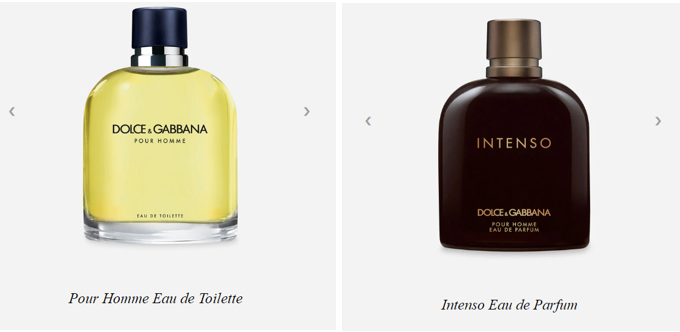 DOLCE & GABBANA
POUR HOMME
EAU DE TOILETTE
Pour Homme Eau de Toilette
INTENSO
DOLCE & GABBANA
POUR HOMME
EAU DE PARFUM
Intenso Eau de Parfum